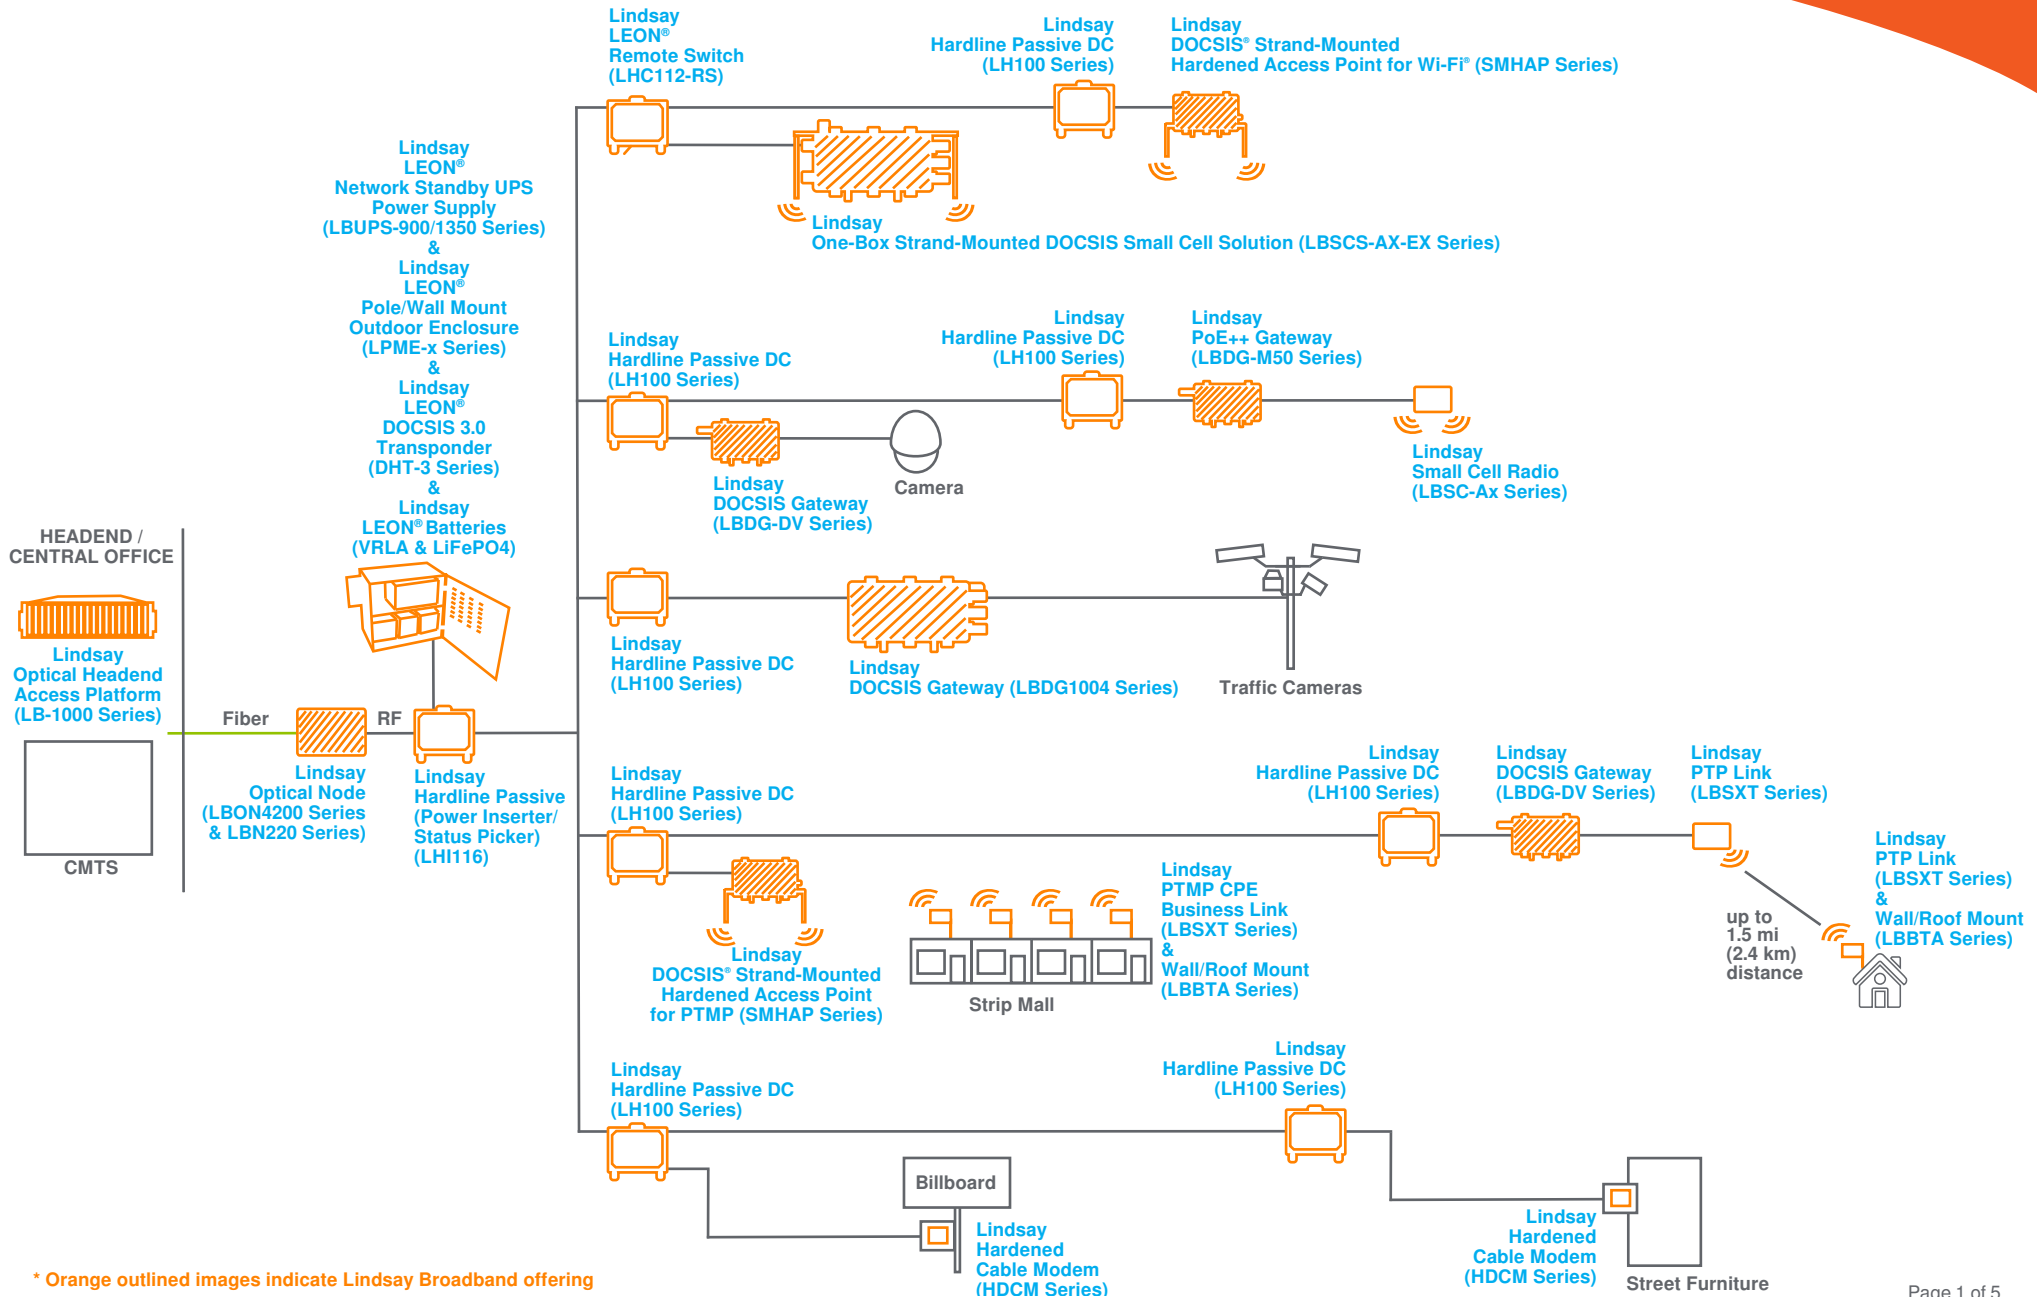 Lindsay
LEON®
Remote Switch
(LHC112-RS)
Lindsay
Hardline Passive DC
(LH100 Series)
Lindsay
DOCSIS® Strand-Mounted
Hardened Access Point for Wi-Fi® (SMHAP Series)
Lindsay
One-Box Strand-Mounted DOCSIS Small Cell Solution (LBSCS-AX-EX Series)
Lindsay
LEON®
Network Standby UPS
Power Supply
(LBUPS-900/1350 Series)
&
Lindsay
LEON®
Pole/Wall Mount
Outdoor Enclosure
(LPME-x Series)
&
Lindsay
LEON®
DOCSIS 3.0
Transponder
(DHT-3 Series)
&
Lindsay
LEON® Batteries
(VRLA & LiFePO4)
Lindsay
Hardline Passive DC
(LH100 Series)
Lindsay
Hardline Passive DC
(LH100 Series)
Lindsay
PoE++ Gateway
(LBDG-M50 Series)
Lindsay
DOCSIS Gateway
(LBDG-DV Series)
Camera
Lindsay
Small Cell Radio
(LBSC-Ax Series)
HEADEND /
CENTRAL OFFICE
Lindsay
Optical Headend
Access Platform
(LB-1000 Series)
CMTS
Fiber
RF
Lindsay
Optical Node
(LBON4200 Series
& LBN220 Series)
Lindsay
Hardline Passive
(Power Inserter/
Status Picker)
(LHI116)
Lindsay
Hardline Passive DC
(LH100 Series)
Lindsay
DOCSIS Gateway (LBDG1004 Series)
Traffic Cameras
Lindsay
Hardline Passive DC
(LH100 Series)
Lindsay
Hardline Passive DC
(LH100 Series)
Lindsay
DOCSIS Gateway
(LBDG-DV Series)
Lindsay
PTP Link
(LBSXT Series)
Lindsay
PTP Link
(LBSXT Series)
&
Wall/Roof Mount
(LBBTA Series)
up to
1.5 mi
(2.4 km)
distance
Lindsay
DOCSIS® Strand-Mounted
Hardened Access Point
for PTMP (SMHAP Series)
Strip Mall
Lindsay
PTMP CPE
Business Link
(LBSXT Series)
&
Wall/Roof Mount
(LBBTA Series)
Lindsay
Hardline Passive DC
(LH100 Series)
Lindsay
Hardline Passive DC
(LH100 Series)
Billboard
Lindsay
Hardened
Cable Modem
(HDCM Series)
Lindsay
Hardened
Cable Modem
(HDCM Series)
Street Furniture
* Orange outlined images indicate Lindsay Broadband offering
Page 1 of 5